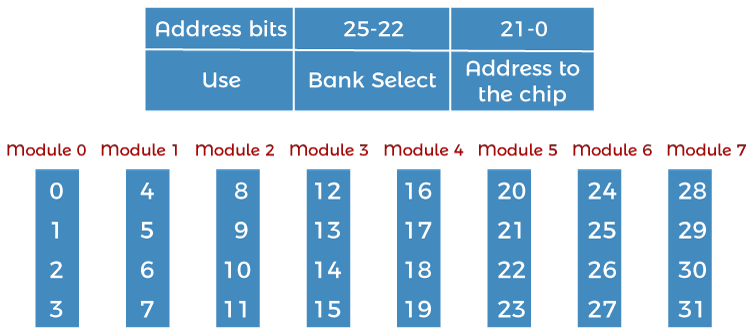 Address bits 25-22 21-0
Use Bank Select Address to the chip
Module 0 Module 1 Module 2 Module 3 Module 4 Module 5 Module 6 Module 7
0 4 8 12 16 20 24 28
1 5 9 13 17 21 25 29
2 6 10 14 18 22 26 30
3 7 11 15 19 23 27 31